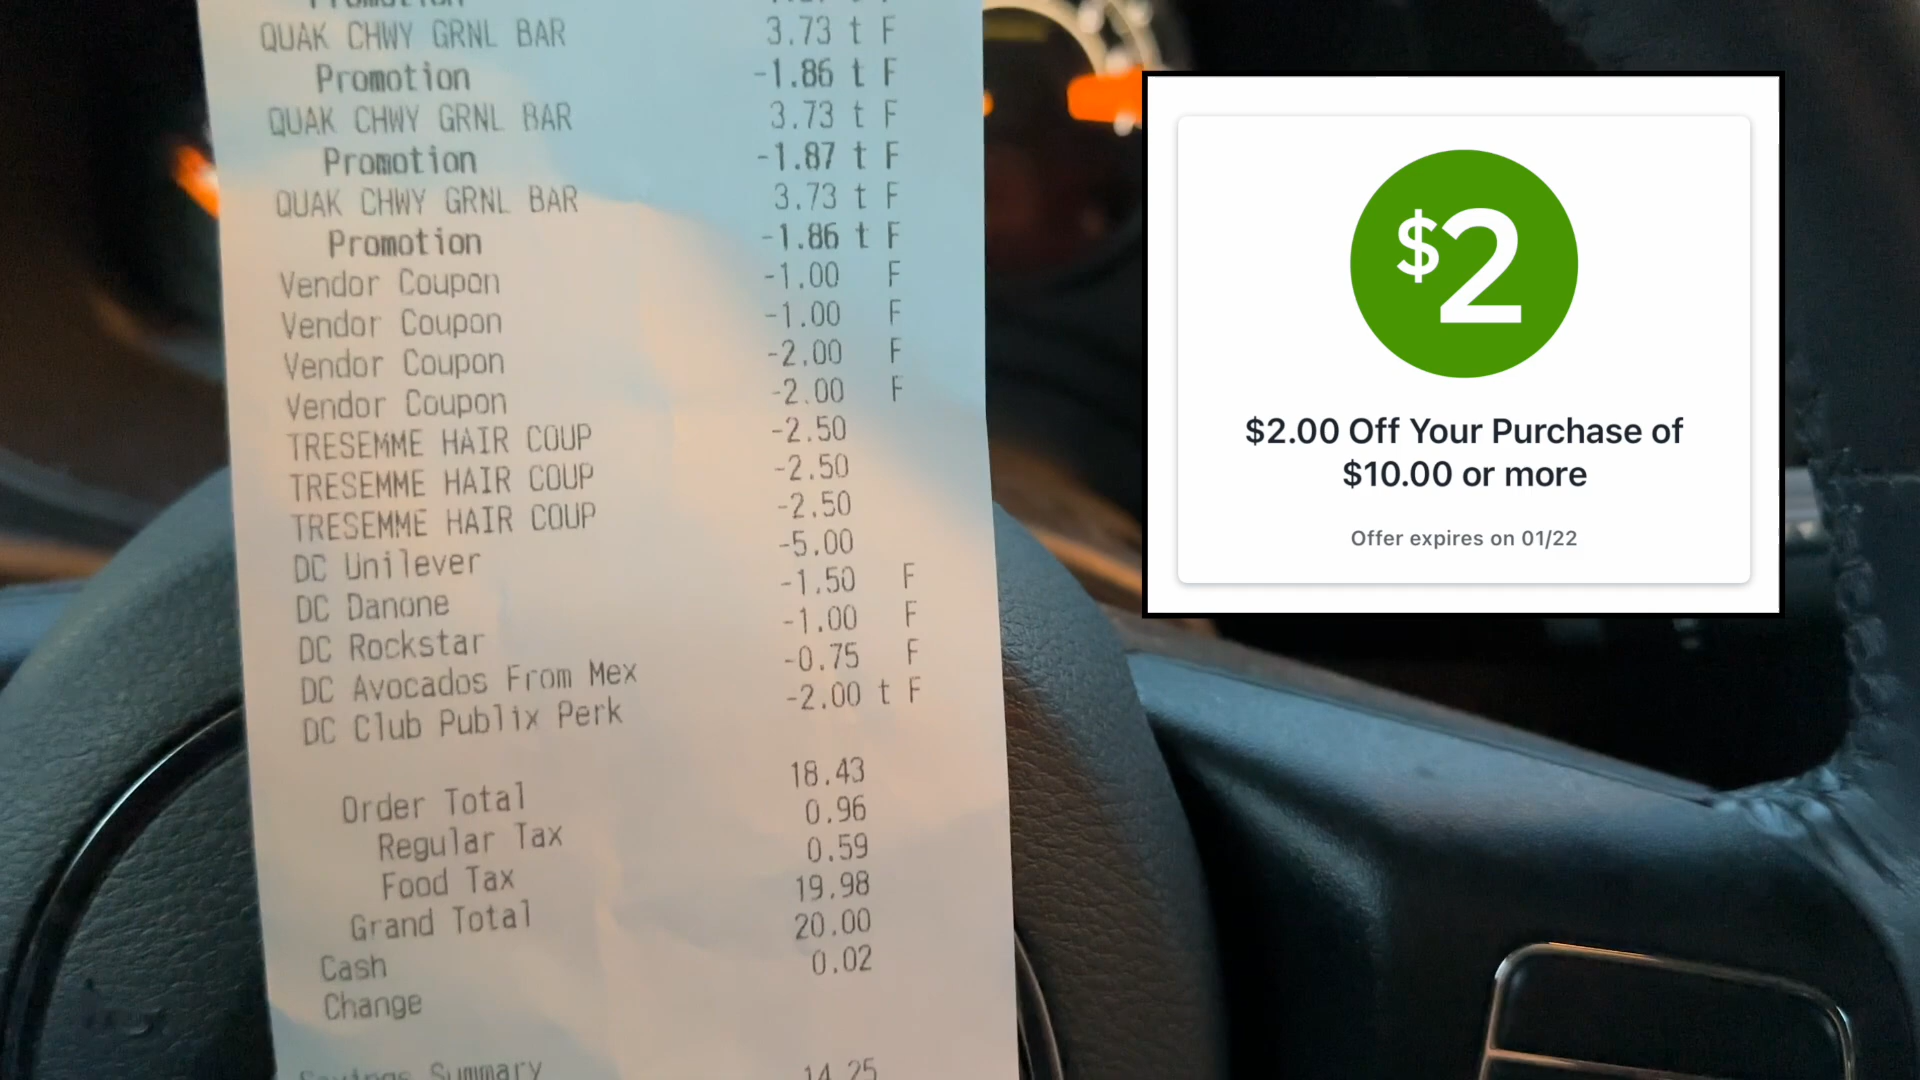 Promotion
QUAK CHWY GRNL BAR 3.73 t F
Promotion -1.86 t F
QUAK CHWY GRNL BAR 3.73 t F
Promotion -1.87 t F
QUAK CHWY GRNL BAR 3.73 t F
Promotion -1.86 t F
Vendor Coupon -1.00 F
Vendor Coupon -1.00 F
Vendor Coupon -2.00 F
Vendor Coupon -2.00 F
TRESEMME HAIR COUP -2.50
TRESEMME HAIR COUP -2.50
TRESEMME HAIR COUP -2.50
DC Unilever -5.00
DC Danone -1.50 F
DC Rockstar -1.00 F
DC Avocados From Mex -0.75 F
DC Club Publix Perk -2.00 t F
Order Total 18.43
Regular Tax 0.96
Food Tax 0.59
Grand Total 19.98
Cash 20.00
Change 0.02
Savings Summary 14.25
$2
$2.00 Off Your Purchase of
$10.00 or more
Offer expires on 01/22